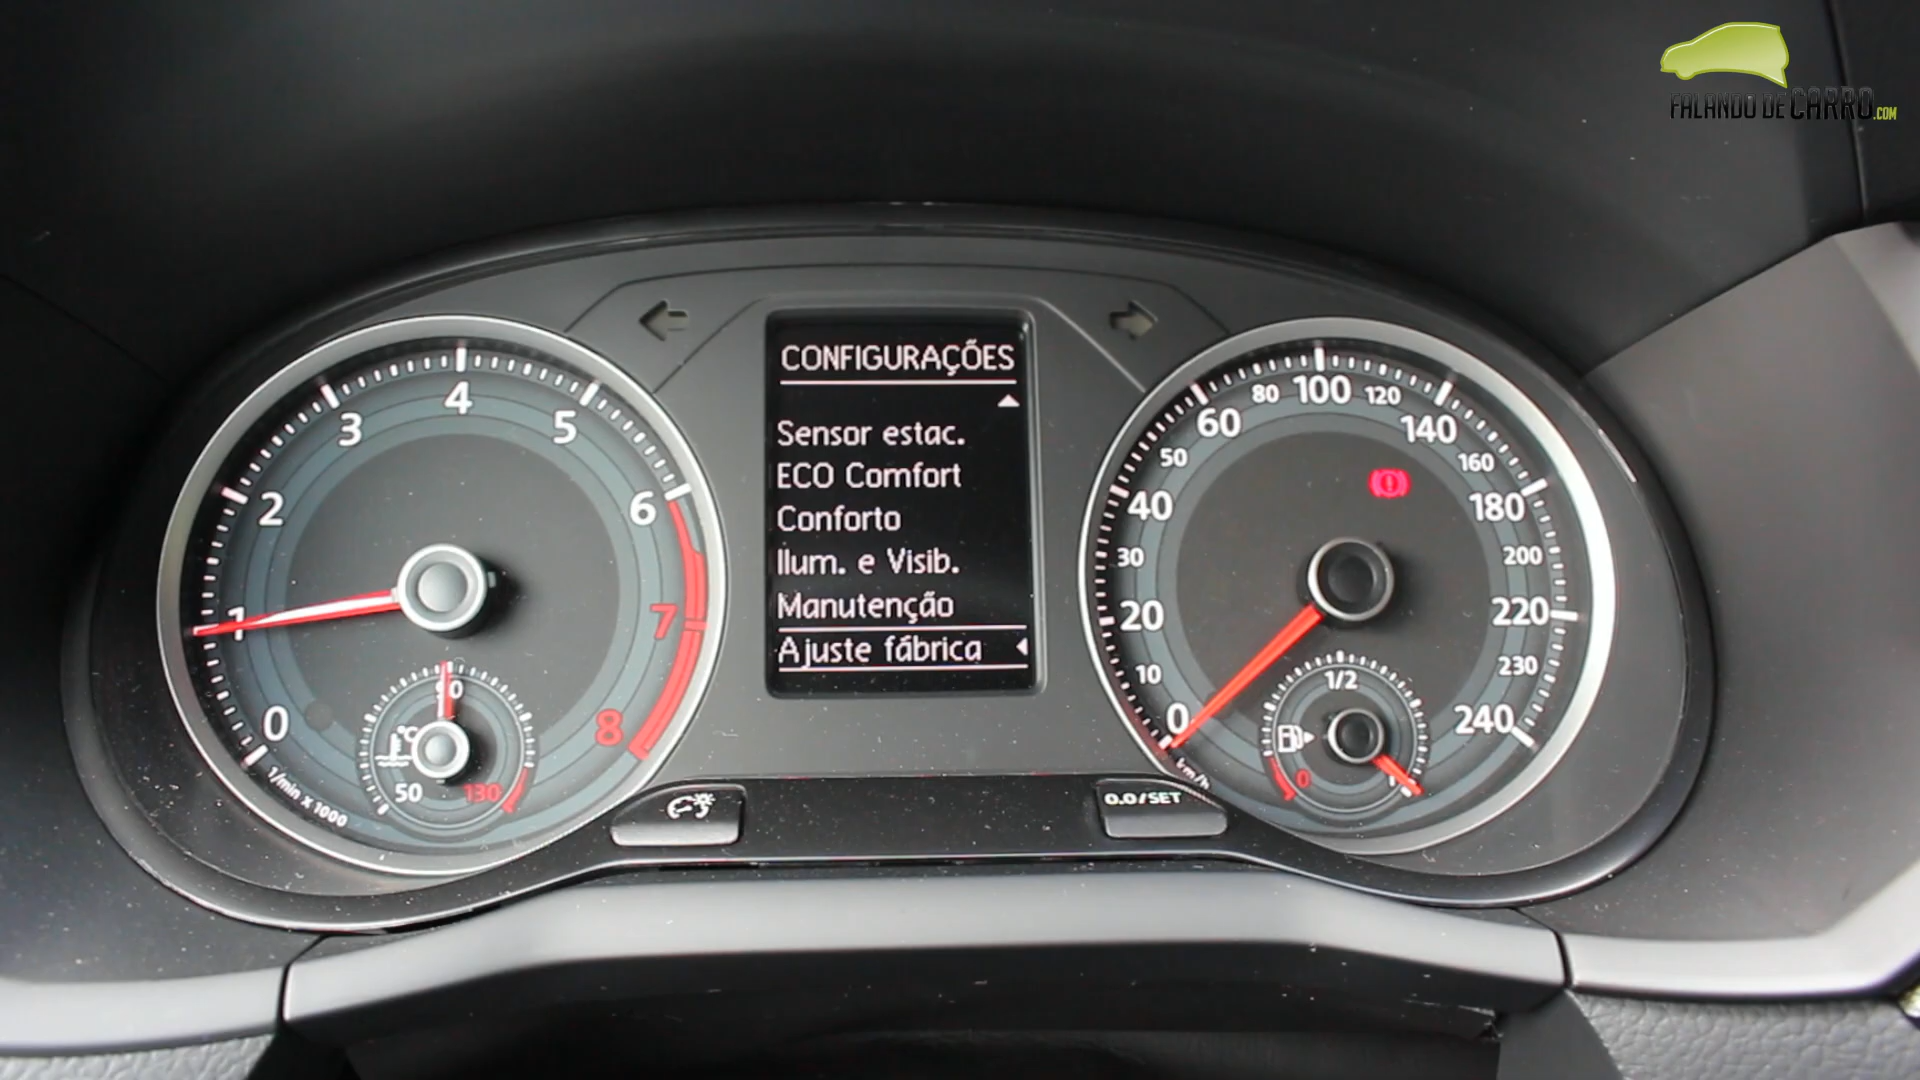 FALANDO DE CARRO.COM
CONFIGURAÇÕES
Sensor estac.
ECO Comfort
Conforto
Ilum. e Visib.
Manutenção
Ajuste fábrica
0
1
2
3
4
5
6
7
8
1/min x 1000
50
90
130
°C
0
10
20
30
40
50
60
80
100
120
140
160
180
200
220
230
240
km/h
0
1/2
1
0.0/SET